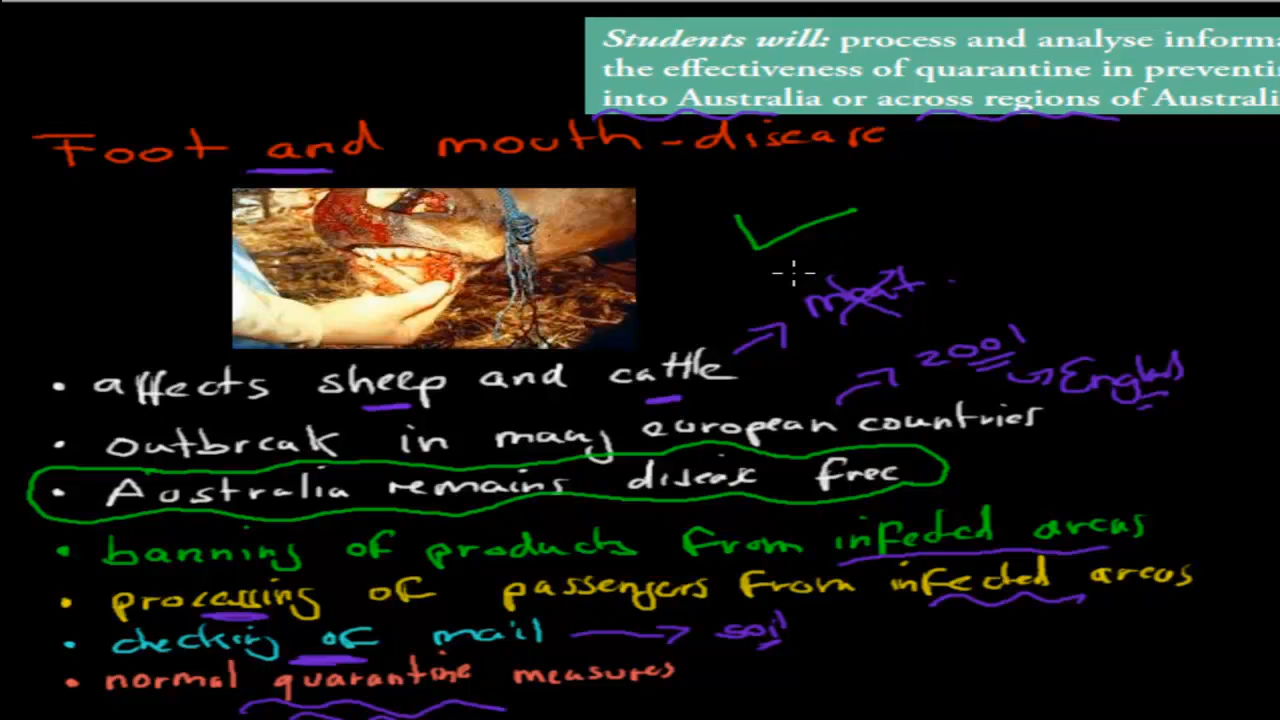 Students will: process and analyse informa
the effectiveness of quarantine in preventi
into Australia or across regions of Australi
Foot and mouth-disease
meat
affects sheep and cattle
2001
• outbreak in many european countries
• Australia remains disease free
• banning of products from infected areas
• processing of passengers from infected areas
• checking of mail → soil
• normal quarantine measures